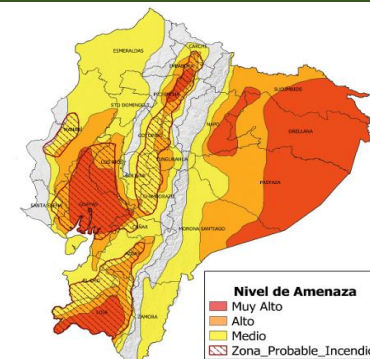 ESMERALDAS
CARCHI
IMBABURA
SUCUMBIOS
PICHINCHA
STO DOMINGO
NAPO
ORELLANA
MANABI
COTOPAXI
TUNGURAHUA
LOS RIOS
BOLIVAR
PASTAZA
CHIMBORAZO
SANTA ELENA
GUAYAS
CAÑAR
MORONA SANTIAGO
AZUAY
EL ORO
LOJA
ZAMORA
Nivel de Amenaza
Muy Alto
Alto
Medio
Zona_Probable_Incendio